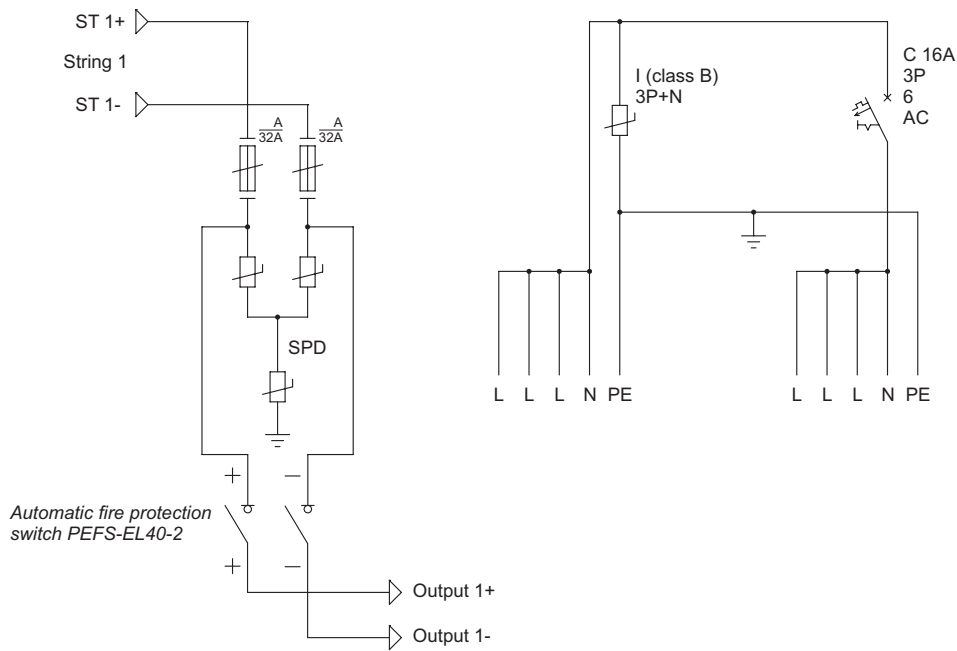 ST 1+
String 1
ST 1-
A
32A
A
32A
SPD
+
−
Automatic fire protection
switch PEFS-EL40-2
+
−
Output 1+
Output 1-
I (class B)
3P+N
C 16A
3P
6
AC
L L L N PE
L L L N PE